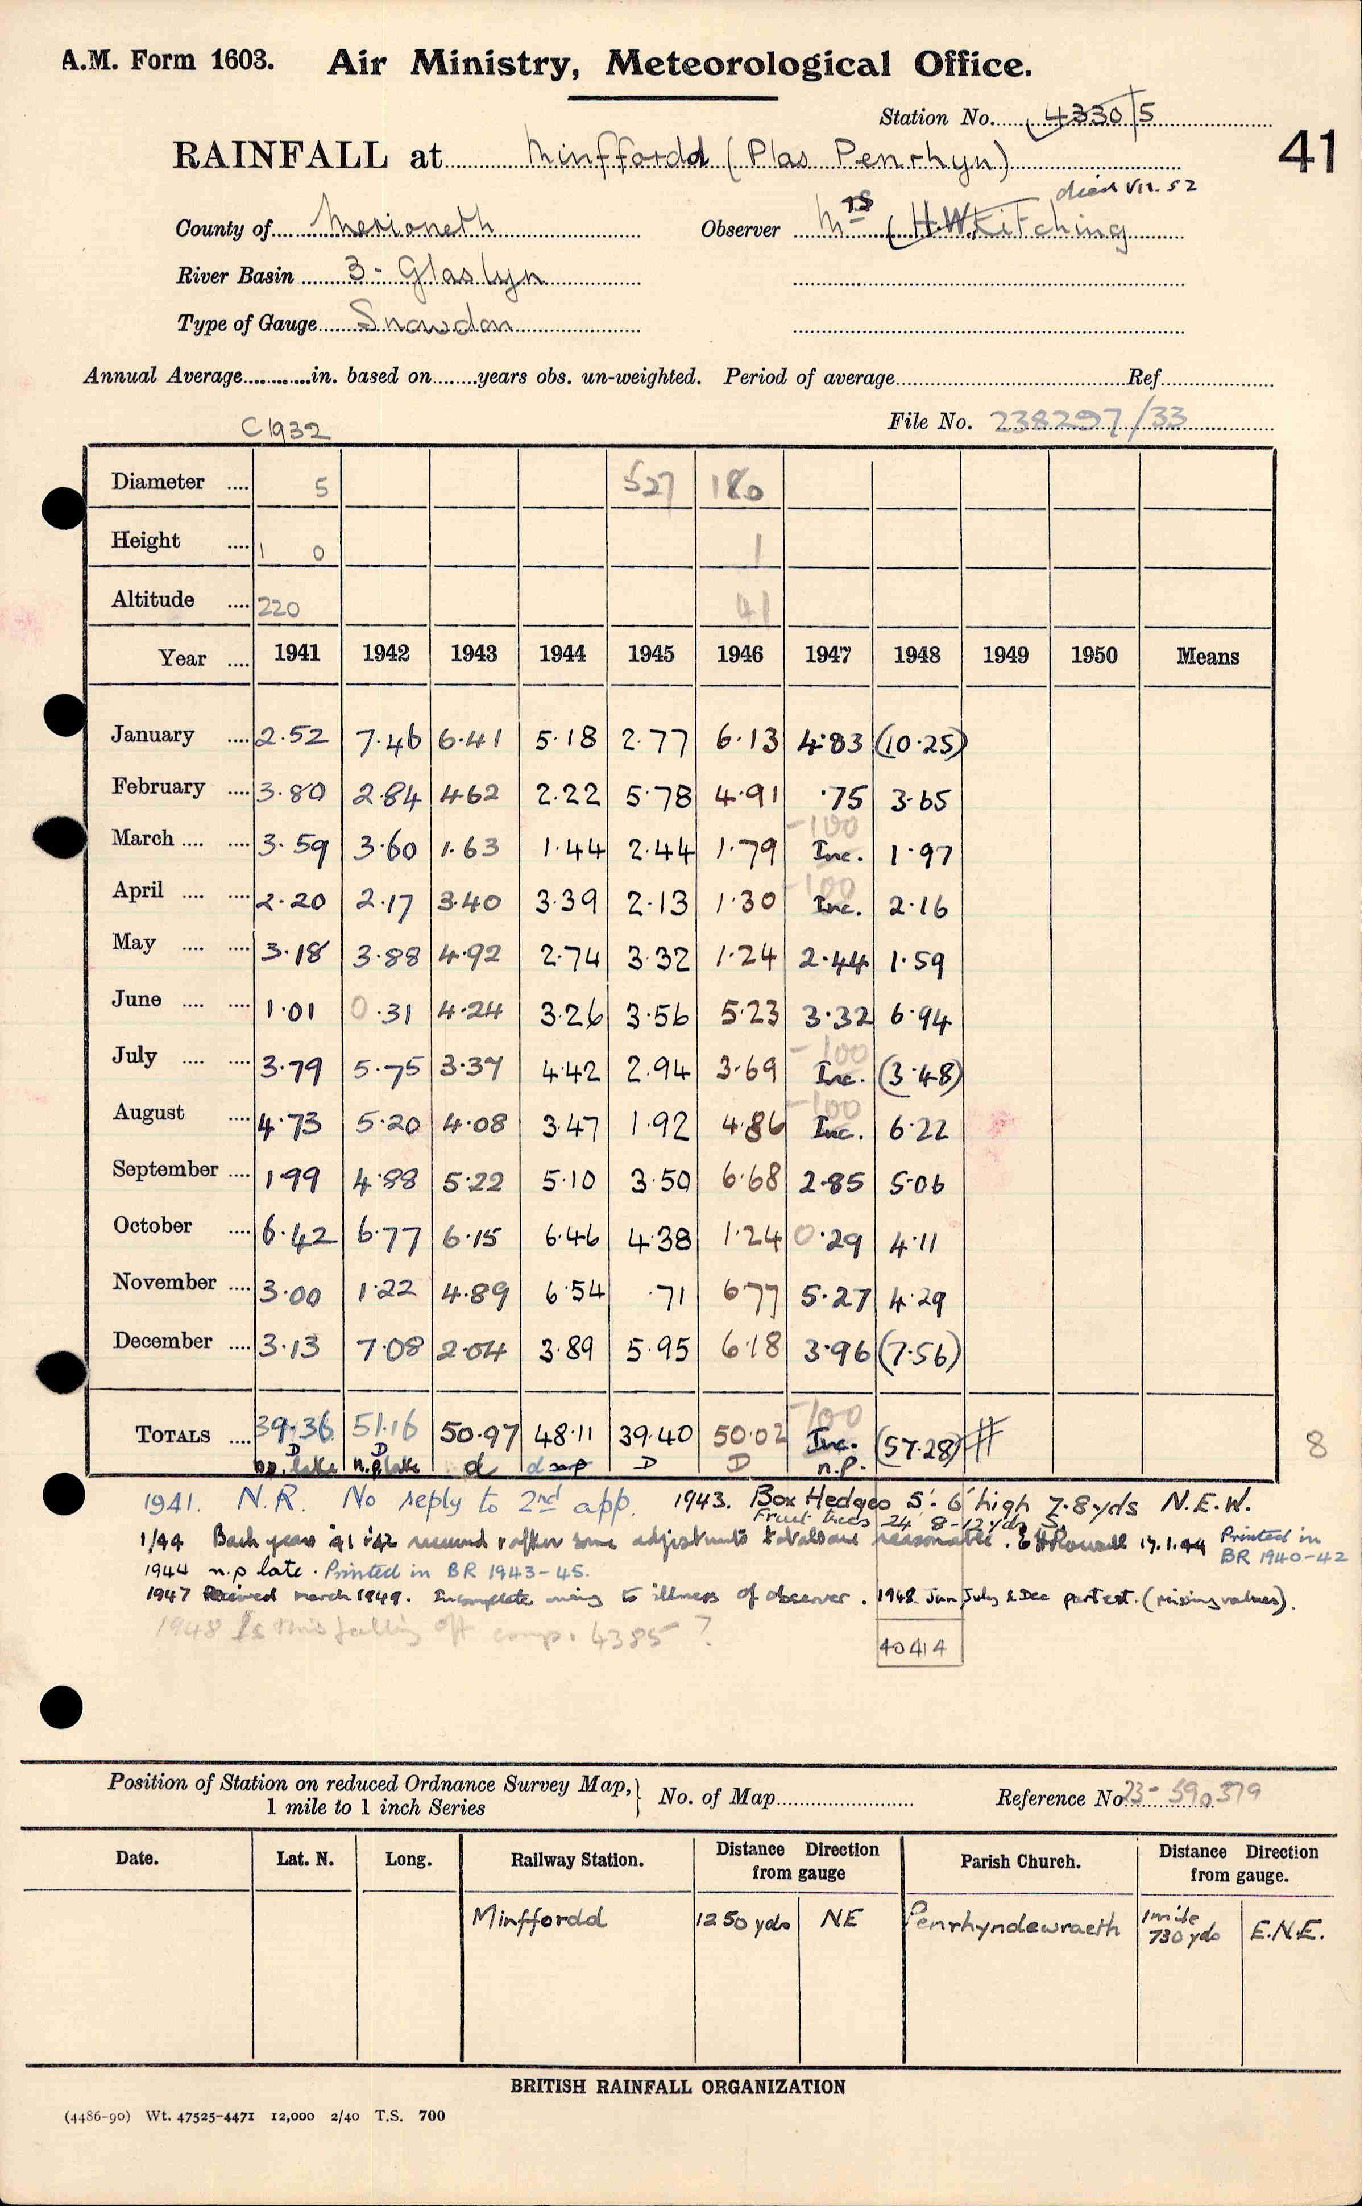 A.M. Form 1603. Air Ministry, Meteorological Office.
Station No. 4330/5
41
RAINFALL at Minffordd (Plas Penrhyn)
died VII. 52
County of Merioneth Observer Mrs H.W. Kitching
River Basin 3 - Glaslyn
Type of Gauge Snowdon
Annual Average............in. based on........years obs. un-weighted. Period of average Ref.
File No. 238297/33
C1932
Diameter .... 5 527 180
Height .... 1 0 1
Altitude .... 220 41
Year .... 1941 1942 1943 1944 1945 1946 1947 1948 1949 1950 Means
January .... 2.52 7.46 6.41 5.18 2.77 6.13 4.83 (10.25)
February .... 3.80 2.84 4.62 2.22 5.78 4.91 .75 3.65
-100
March .... .... 3.59 3.60 1.63 1.44 2.44 1.79 Inc. 1.97
-100
April .... .... 2.20 2.17 3.40 3.39 2.13 1.30 Inc. 2.16
May .... .... 3.18 3.88 4.92 2.74 3.32 1.24 2.44 1.59
June .... .... 1.01 0.31 4.24 3.26 3.56 5.23 3.32 6.94
-100
July .... .... 3.79 5.75 3.37 4.42 2.94 3.69 Inc. (3.48)
-100
August .... 4.73 5.20 4.08 3.47 1.92 4.86 Inc. 6.22
September .... 1.99 4.88 5.22 5.10 3.50 6.68 2.85 5.06
October .... 6.42 6.77 6.15 6.46 4.38 1.24 0.29 4.11
November .... 3.00 1.22 4.89 6.54 .71 6.77 5.27 4.29
December .... 3.13 7.08 2.04 3.89 5.95 6.18 3.96 (7.56)
-100
TOTALS .... 39.36 51.16 50.97 48.11 39.40 50.02 Inc. (57.28) #
8
D D d d D D n.p.
n.p. late n.p. late
1941. N.R. No reply to 2nd app. 1943. Box Hedges 5'-6' high 7-8 yds N.E.W.
Fruit trees 24' 8-12 yds S.
1/44 Back years '41 & '42 received & after some adjustments totals are reasonable. 17.1.44 Printed in
BR 1940-42
1944 n.p late. Printed in BR 1943-45.
1947 Received march 1949. Incomplete owing to illness of observer. 1948 Jan, July & Dec part est. (missing values).
1948 Is this falling off comp. 4385?
40414
Position of Station on reduced Ordnance Survey Map, } No. of Map Reference No 23-590379
1 mile to 1 inch Series
Date. Lat. N. Long. Railway Station. Distance from gauge Direction Parish Church. Distance from gauge. Direction
Minffordd 1250 yds NE Penrhyndewraeth 1 mile 730 yds E.N.E.
BRITISH RAINFALL ORGANIZATION
(4486-90) Wt. 47525-4471 12,000 2/40 T.S. 700